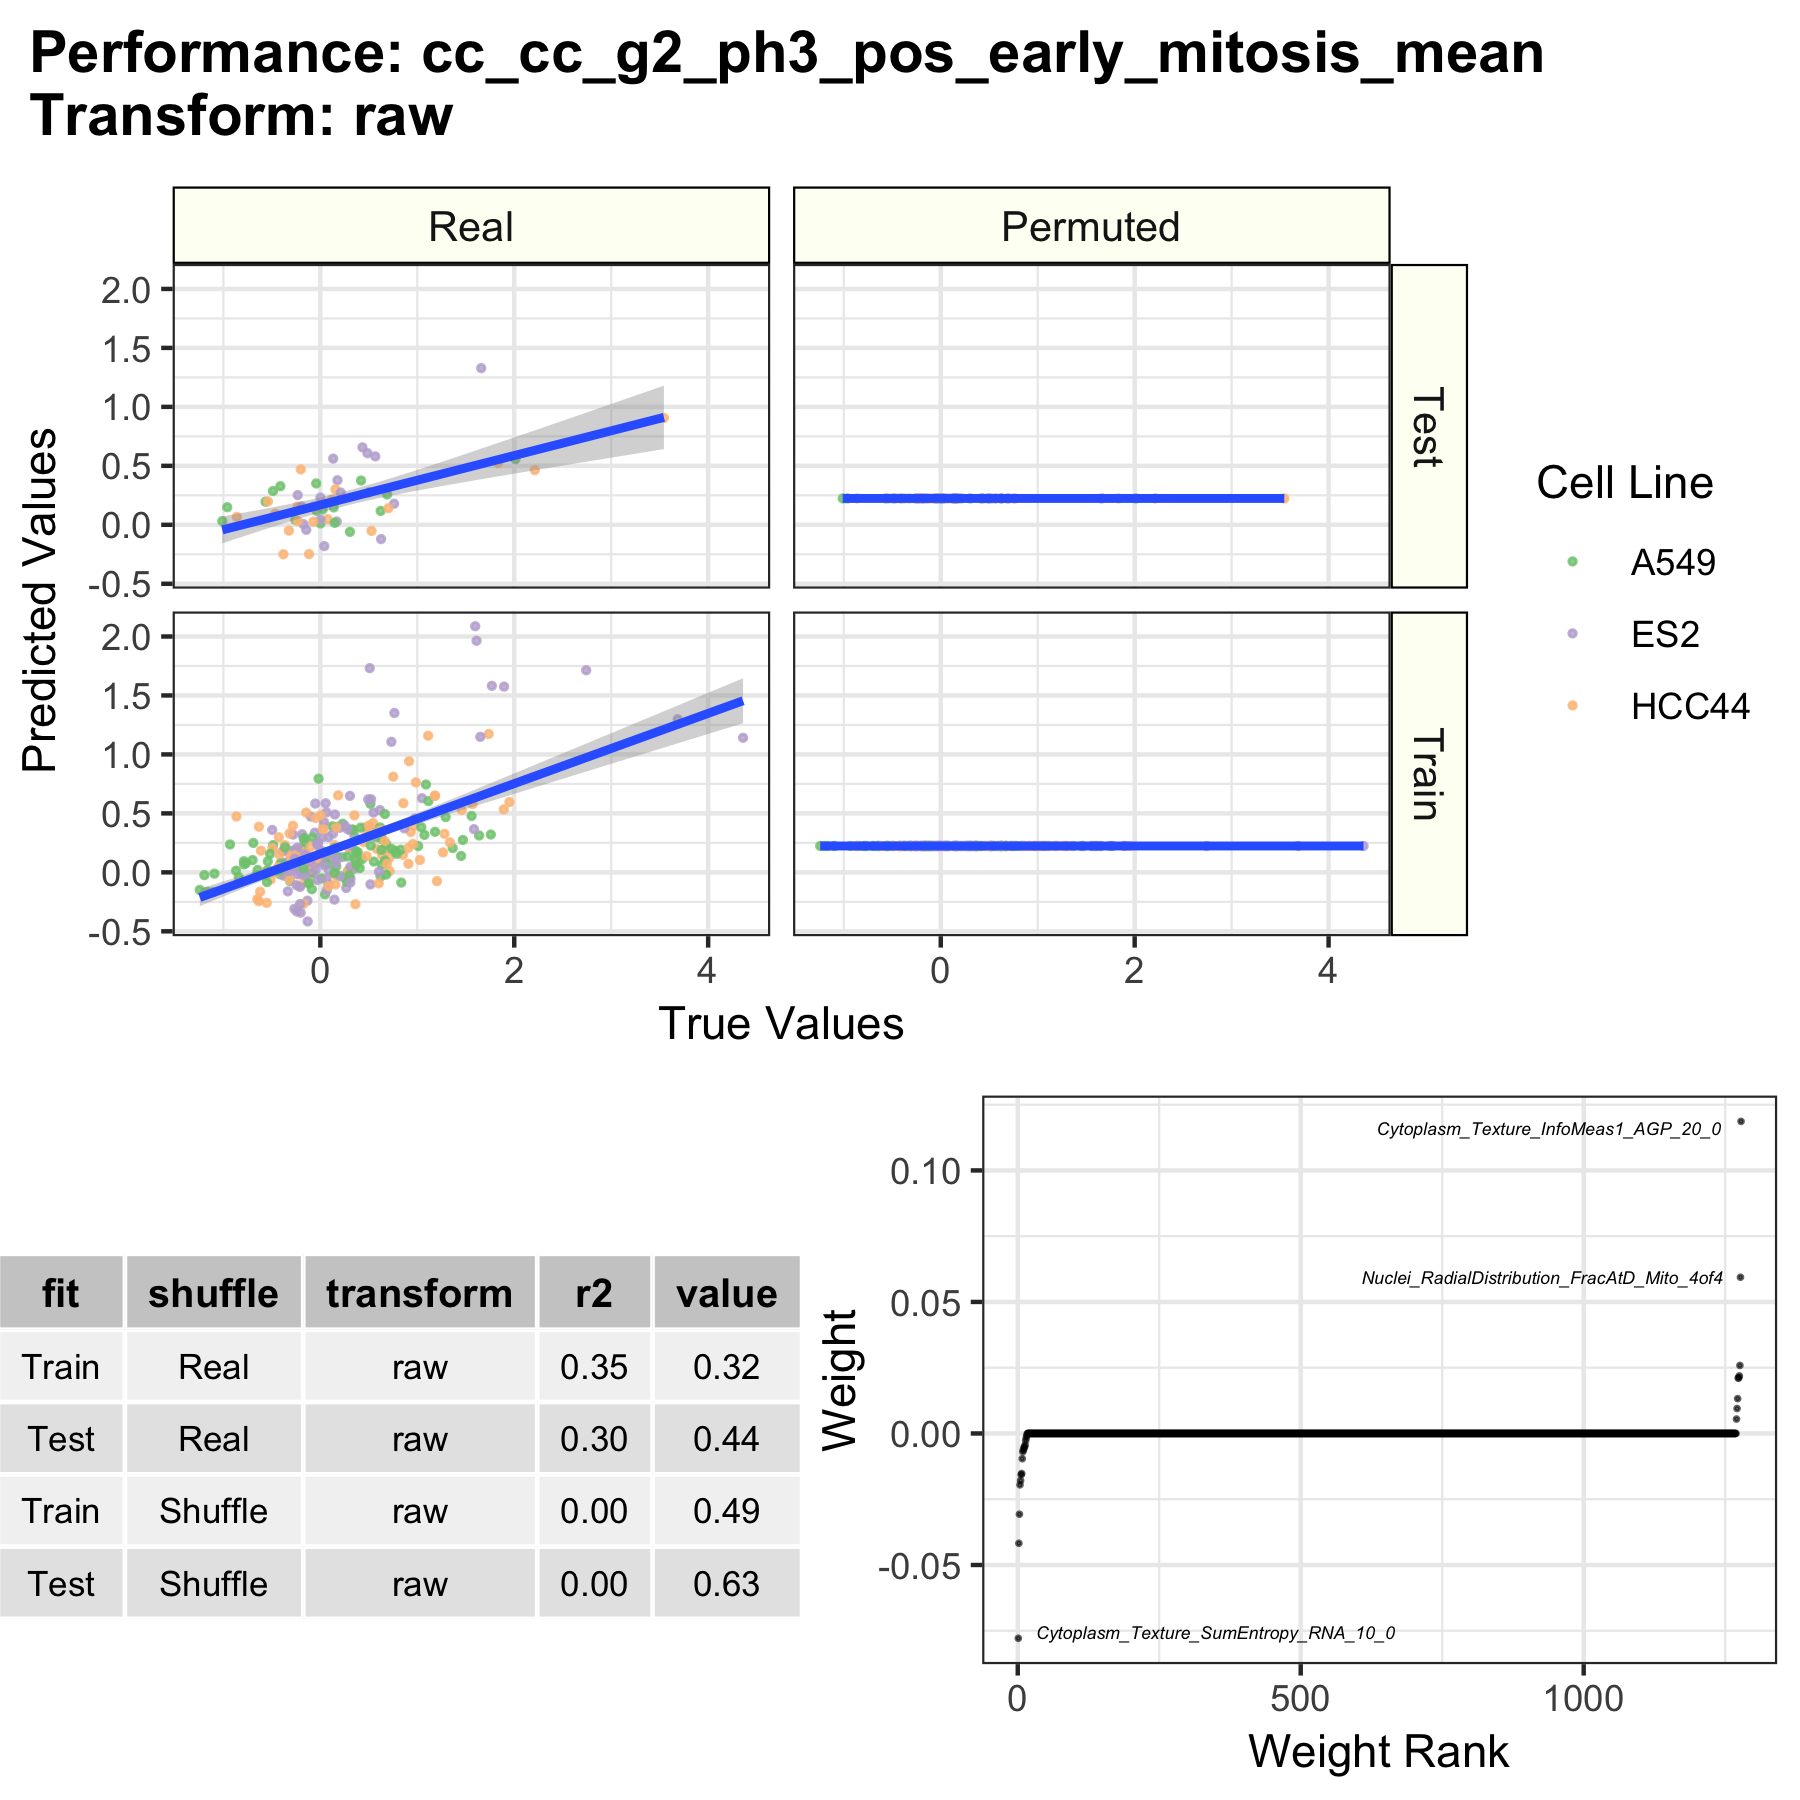 Performance: cc_cc_g2_ph3_pos_early_mitosis_mean
Transform: raw
Real
Permuted
2.0
1.5
1.0
0.5
0.0
-0.5
Test
2.0
1.5
1.0
0.5
0.0
-0.5
Train
Predicted Values
0 2 4
0 2 4
True Values
Cell Line
A549
ES2
HCC44
fit shuffle transform r2 value
Train Real raw 0.35 0.32
Test Real raw 0.30 0.44
Train Shuffle raw 0.00 0.49
Test Shuffle raw 0.00 0.63
Weight
0.10
0.05
0.00
-0.05
Cytoplasm_Texture_InfoMeas1_AGP_20_0
Nuclei_RadialDistribution_FracAtD_Mito_4of4
Cytoplasm_Texture_SumEntropy_RNA_10_0
0 500 1000
Weight Rank